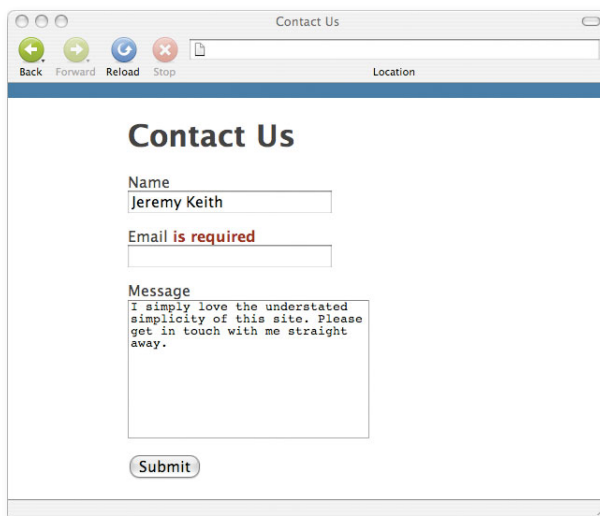 Contact Us
Back Forward Reload Stop Location
Contact Us
Name
Jeremy Keith
Email is required
Message
I simply love the understated
simplicity of this site. Please
get in touch with me straight
away.
Submit